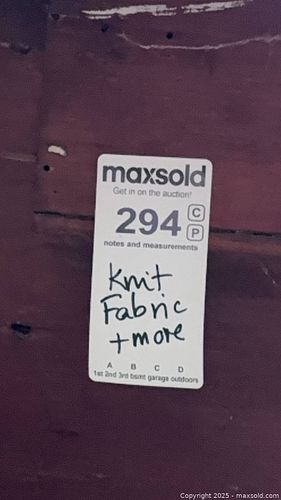 maxsold
Get in on the auction!
294 C
P
notes and measurements
Knit
Fabric
+ more
A B C D
1st 2nd 3rd bsmt garage outdoors
Copyright © 2025 - maxsold.com